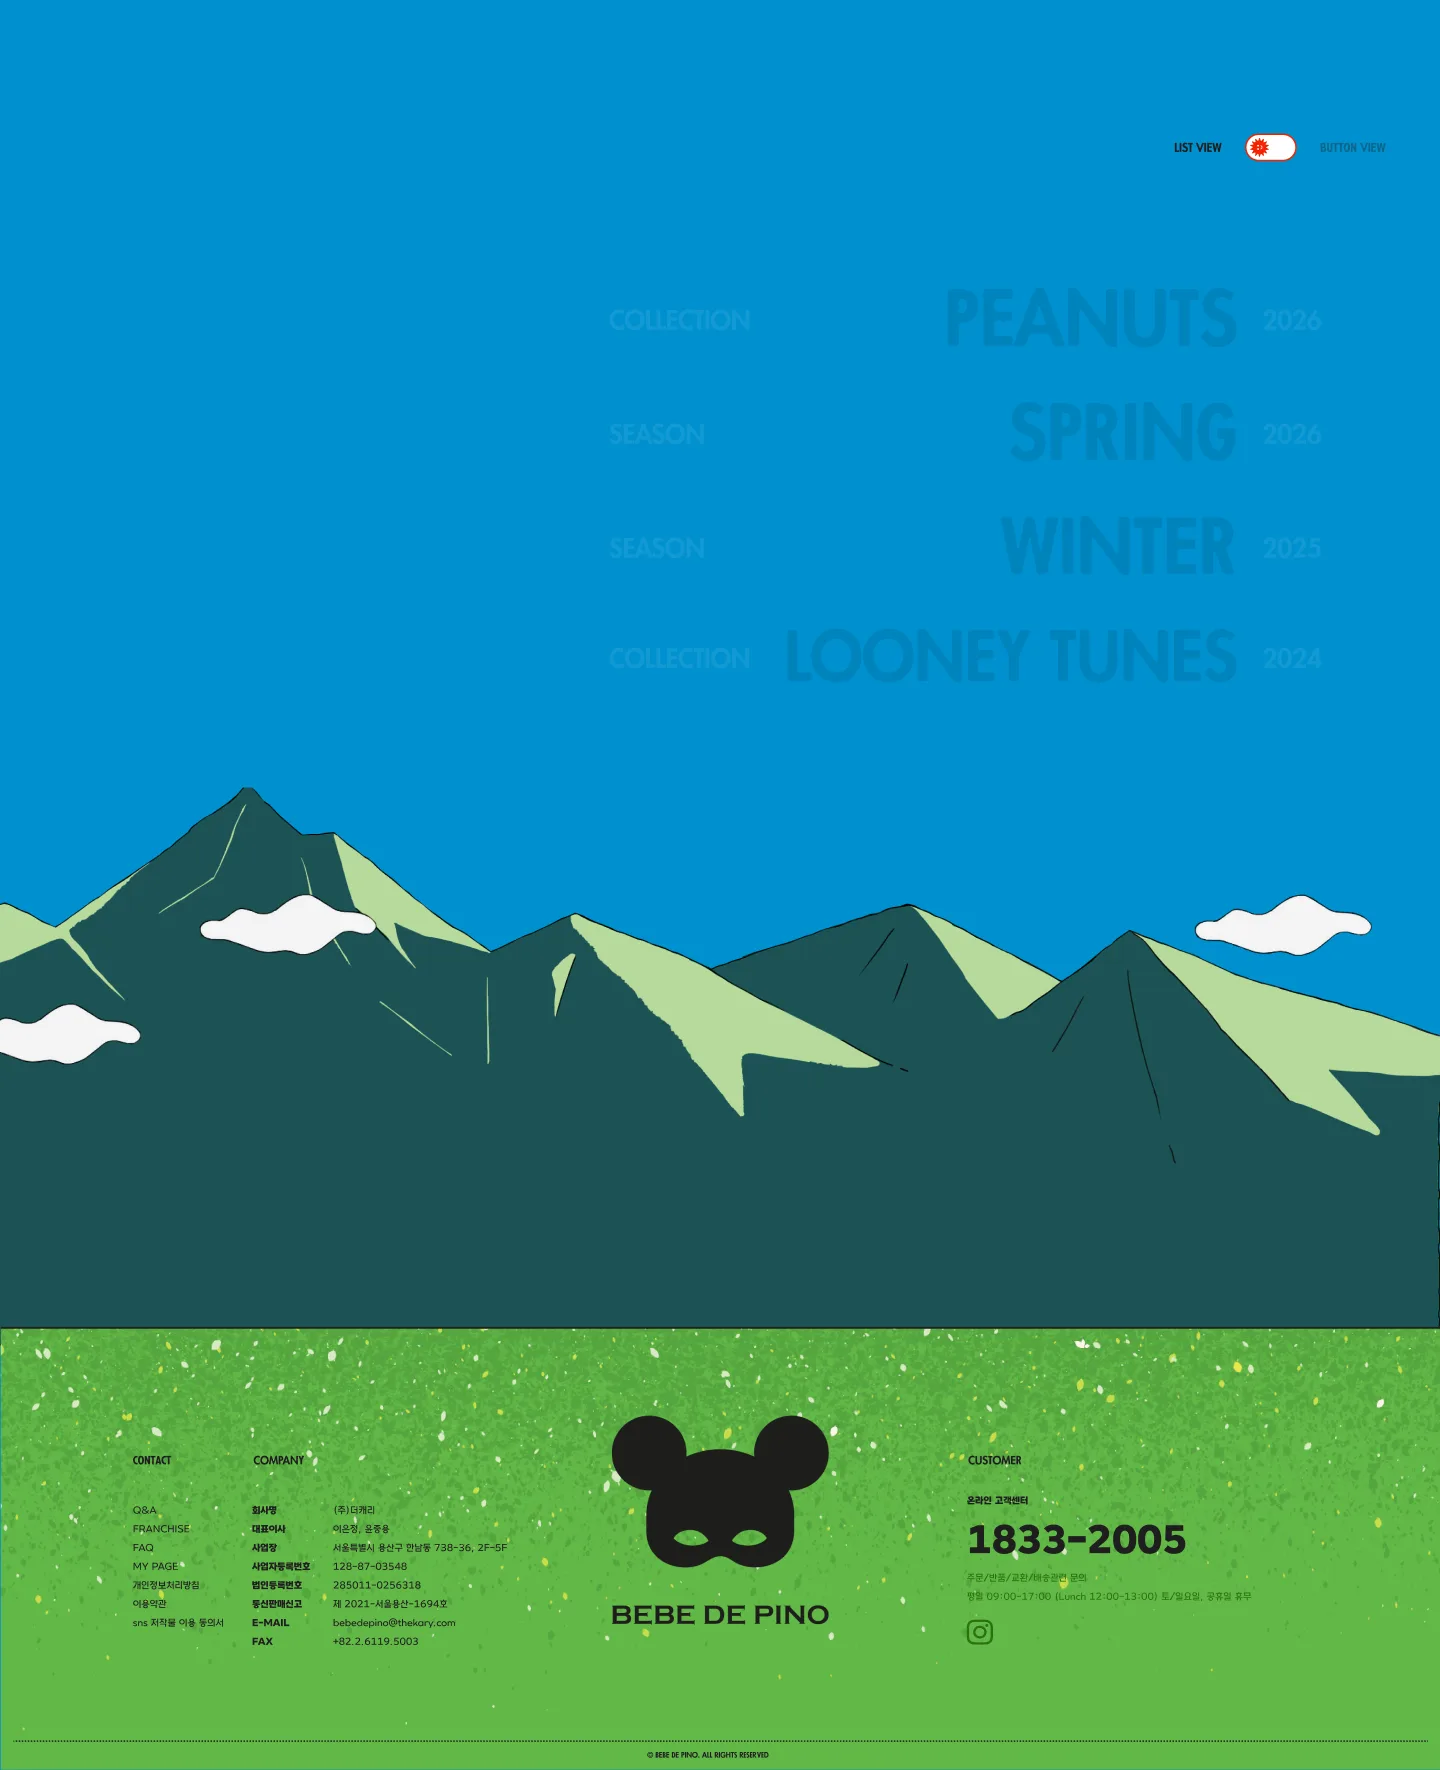 LIST VIEW
BUTTON VIEW
COLLECTION PEANUTS 2026
SEASON SPRING 2026
SEASON WINTER 2025
COLLECTION LOONEY TUNES 2024
CONTACT
Q&A
FRANCHISE
FAQ
MY PAGE
개인정보처리방침
이용약관
sns 저작물 이용 동의서
COMPANY
회사명 (주)더캐리
대표이사 이은정, 윤중용
사업장 서울특별시 용산구 한남동 738-36, 2F-5F
사업자등록번호 128-87-03548
법인등록번호 285011-0256318
통신판매신고 제 2021-서울용산-1694호
E-MAIL bebedepino@thekary.com
FAX +82.2.6119.5003
BEBE DE PINO
CUSTOMER
온라인 고객센터
1833-2005
주문/반품/교환/배송관련 문의
평일 09:00-17:00 (Lunch 12:00-13:00) 토/일요일, 공휴일 휴무
© BEBE DE PINO. ALL RIGHTS RESERVED